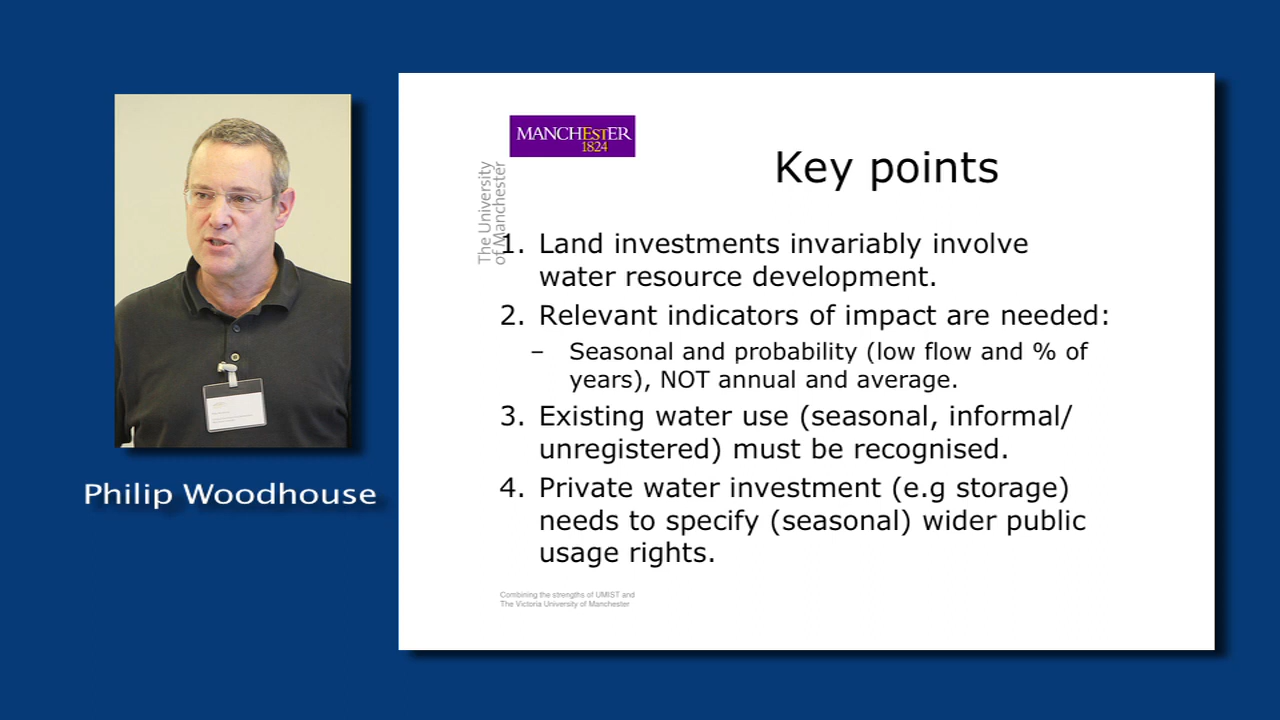 MANCHESTER
1824
The University
of Manchester
Key points
1. Land investments invariably involve
water resource development.
2. Relevant indicators of impact are needed:
– Seasonal and probability (low flow and % of
years), NOT annual and average.
3. Existing water use (seasonal, informal/
unregistered) must be recognised.
4. Private water investment (e.g storage)
needs to specify (seasonal) wider public
usage rights.
Combining the strengths of UMIST and
The Victoria University of Manchester
Philip Woodhouse